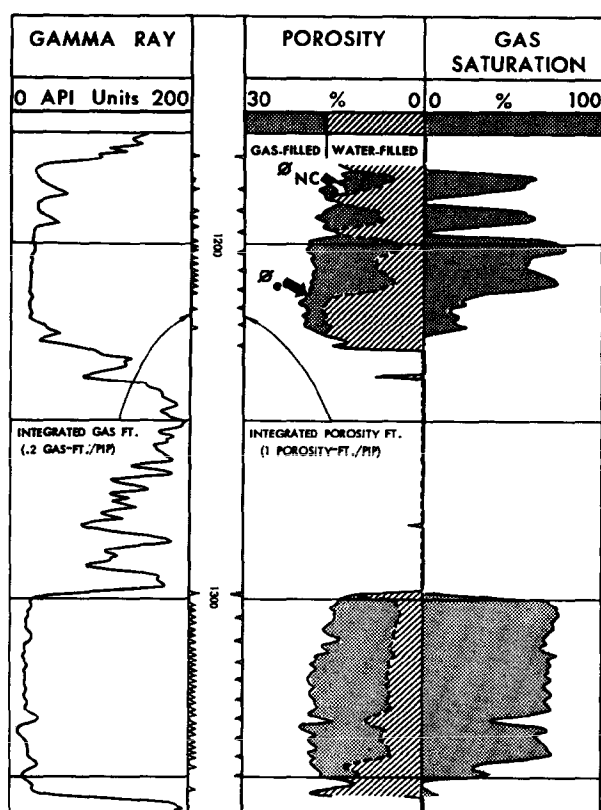 GAMMA RAY
POROSITY
GAS
SATURATION
0 API Units 200
30 % 0
0 % 100
GAS-FILLED
WATER-FILLED
Ø NC
1200
Ø.
INTEGRATED GAS FT.
(.2 GAS-FT./PIP)
INTEGRATED POROSITY FT.
(1 POROSITY-FT./PIP)
1300